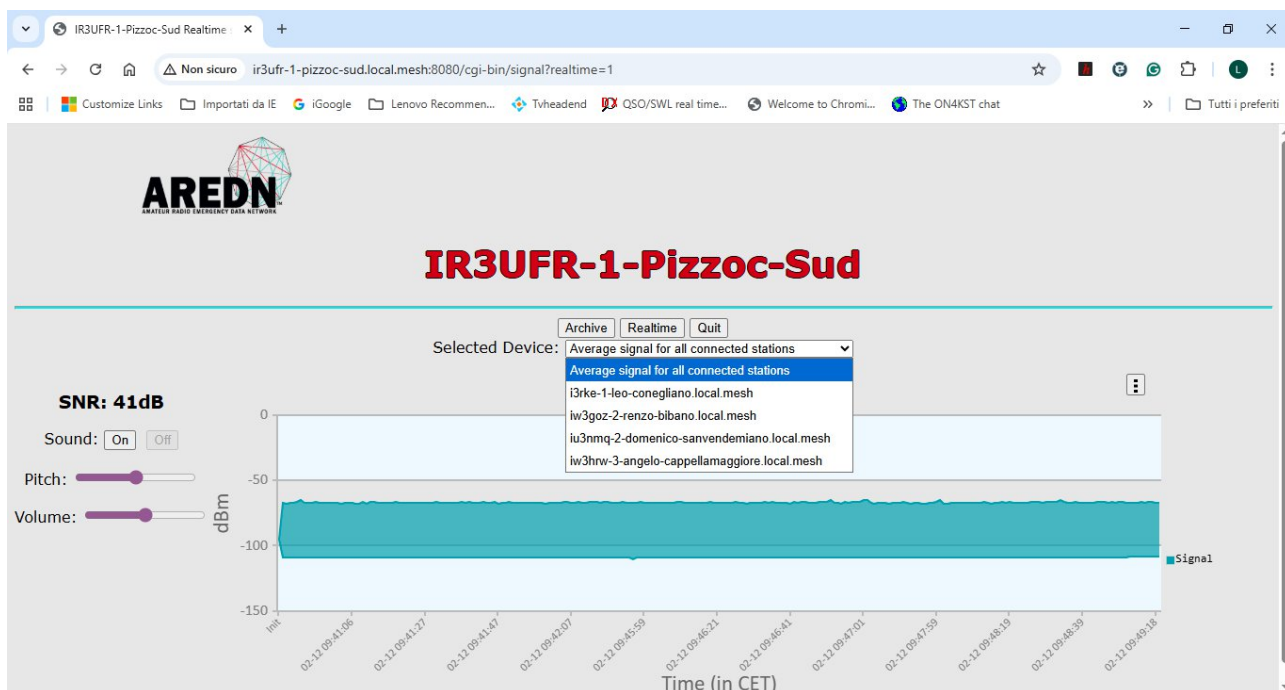 IR3UFR-1-Pizzoc-Sud Realtime
Non sicuro ir3ufr-1-pizzoc-sud.local.mesh:8080/cgi-bin/signal?realtime=1
Customize Links Importati da IE iGoogle Lenovo Recommen... Tvheadend QSO/SWL real time... Welcome to Chromi... The ON4KST chat » Tutti i preferiti
AREDN
AMATEUR RADIO EMERGENCY DATA NETWORK
IR3UFR-1-Pizzoc-Sud
Archive Realtime Quit
Selected Device: Average signal for all connected stations
Average signal for all connected stations
i3rke-1-leo-conegliano.local.mesh
iw3goz-2-renzo-bibano.local.mesh
iu3nmq-2-domenico-sanvendemiano.local.mesh
iw3hrw-3-angelo-cappellamaggiore.local.mesh
SNR: 41dB
Sound: On Off
Pitch:
Volume:
dBm
0
-50
-100
-150
Signal
Init 02-12 09:41:06 02-12 09:41:27 02-12 09:41:47 02-12 09:42:07 02-12 09:45:59 02-12 09:46:21 02-12 09:46:41 02-12 09:47:01 02-12 09:47:59 02-12 09:48:19 02-12 09:48:39 02-12 09:49:18
Time (in CET)